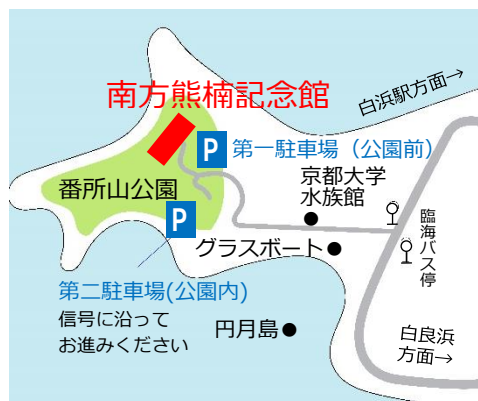 南方熊楠記念館
白浜駅方面→
P 第一駐車場（公園前）
京都大学
水族館
番所山公園
P
グラスボート
臨海バス停
第二駐車場(公園内)
信号に沿って
お進みください
円月島
白良浜
方面→